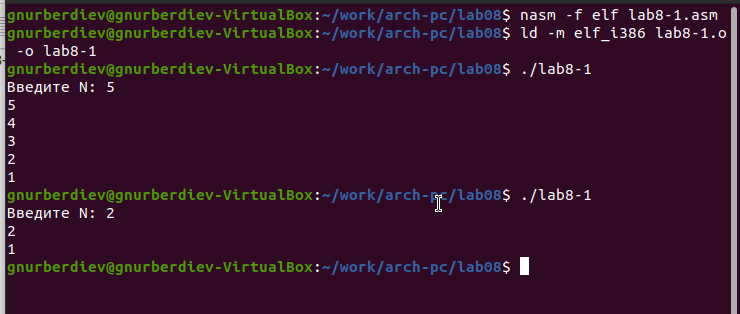 gnurberdiev@gnurberdiev-VirtualBox:~/work/arch-pc/lab08$ nasm -f elf lab8-1.asm
gnurberdiev@gnurberdiev-VirtualBox:~/work/arch-pc/lab08$ ld -m elf_i386 lab8-1.o
 -o lab8-1
gnurberdiev@gnurberdiev-VirtualBox:~/work/arch-pc/lab08$ ./lab8-1
Введите N: 5
5
4
3
2
1
gnurberdiev@gnurberdiev-VirtualBox:~/work/arch-pc/lab08$ ./lab8-1
Введите N: 2
2
1
gnurberdiev@gnurberdiev-VirtualBox:~/work/arch-pc/lab08$